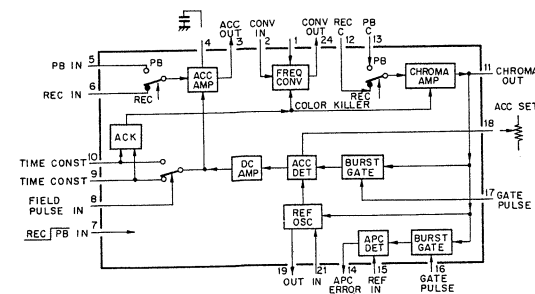 ACC OUT
CONV IN
CONV OUT
REC C
PB C
4
3
2
1
24
12
13
PB IN 5
PB
REC IN 6
REC
ACC AMP
FREQ CONV
REC
CHROMA AMP
11 CHROMA OUT
COLOR KILLER
ACC SET
18
ACK
TIME CONST 10
TIME CONST 9
DC AMP
ACC DET
BURST GATE
FIELD PULSE IN 8
17 GATE PULSE
REC PB IN 7
REF OSC
APC DET
BURST GATE
19
21
14
15
16
OUT
IN
APC ERROR
REF IN
GATE PULSE